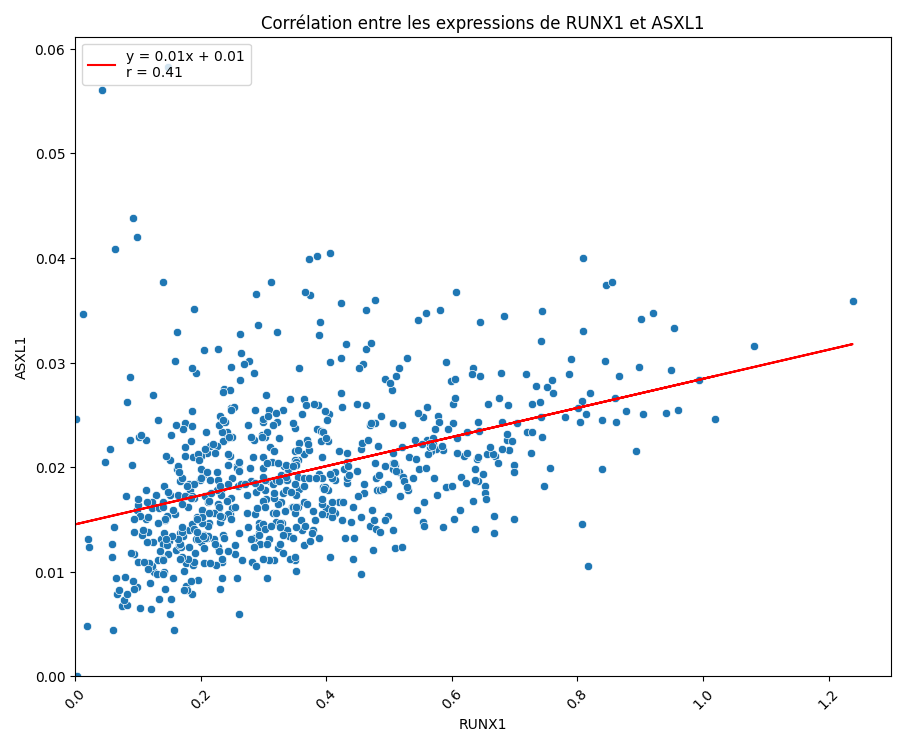 Corrélation entre les expressions de RUNX1 et ASXL1
y = 0.01x + 0.01
r = 0.41
0.06
0.05
0.04
0.03
0.02
0.01
0.00
ASXL1
0.0
0.2
0.4
0.6
0.8
1.0
1.2
RUNX1